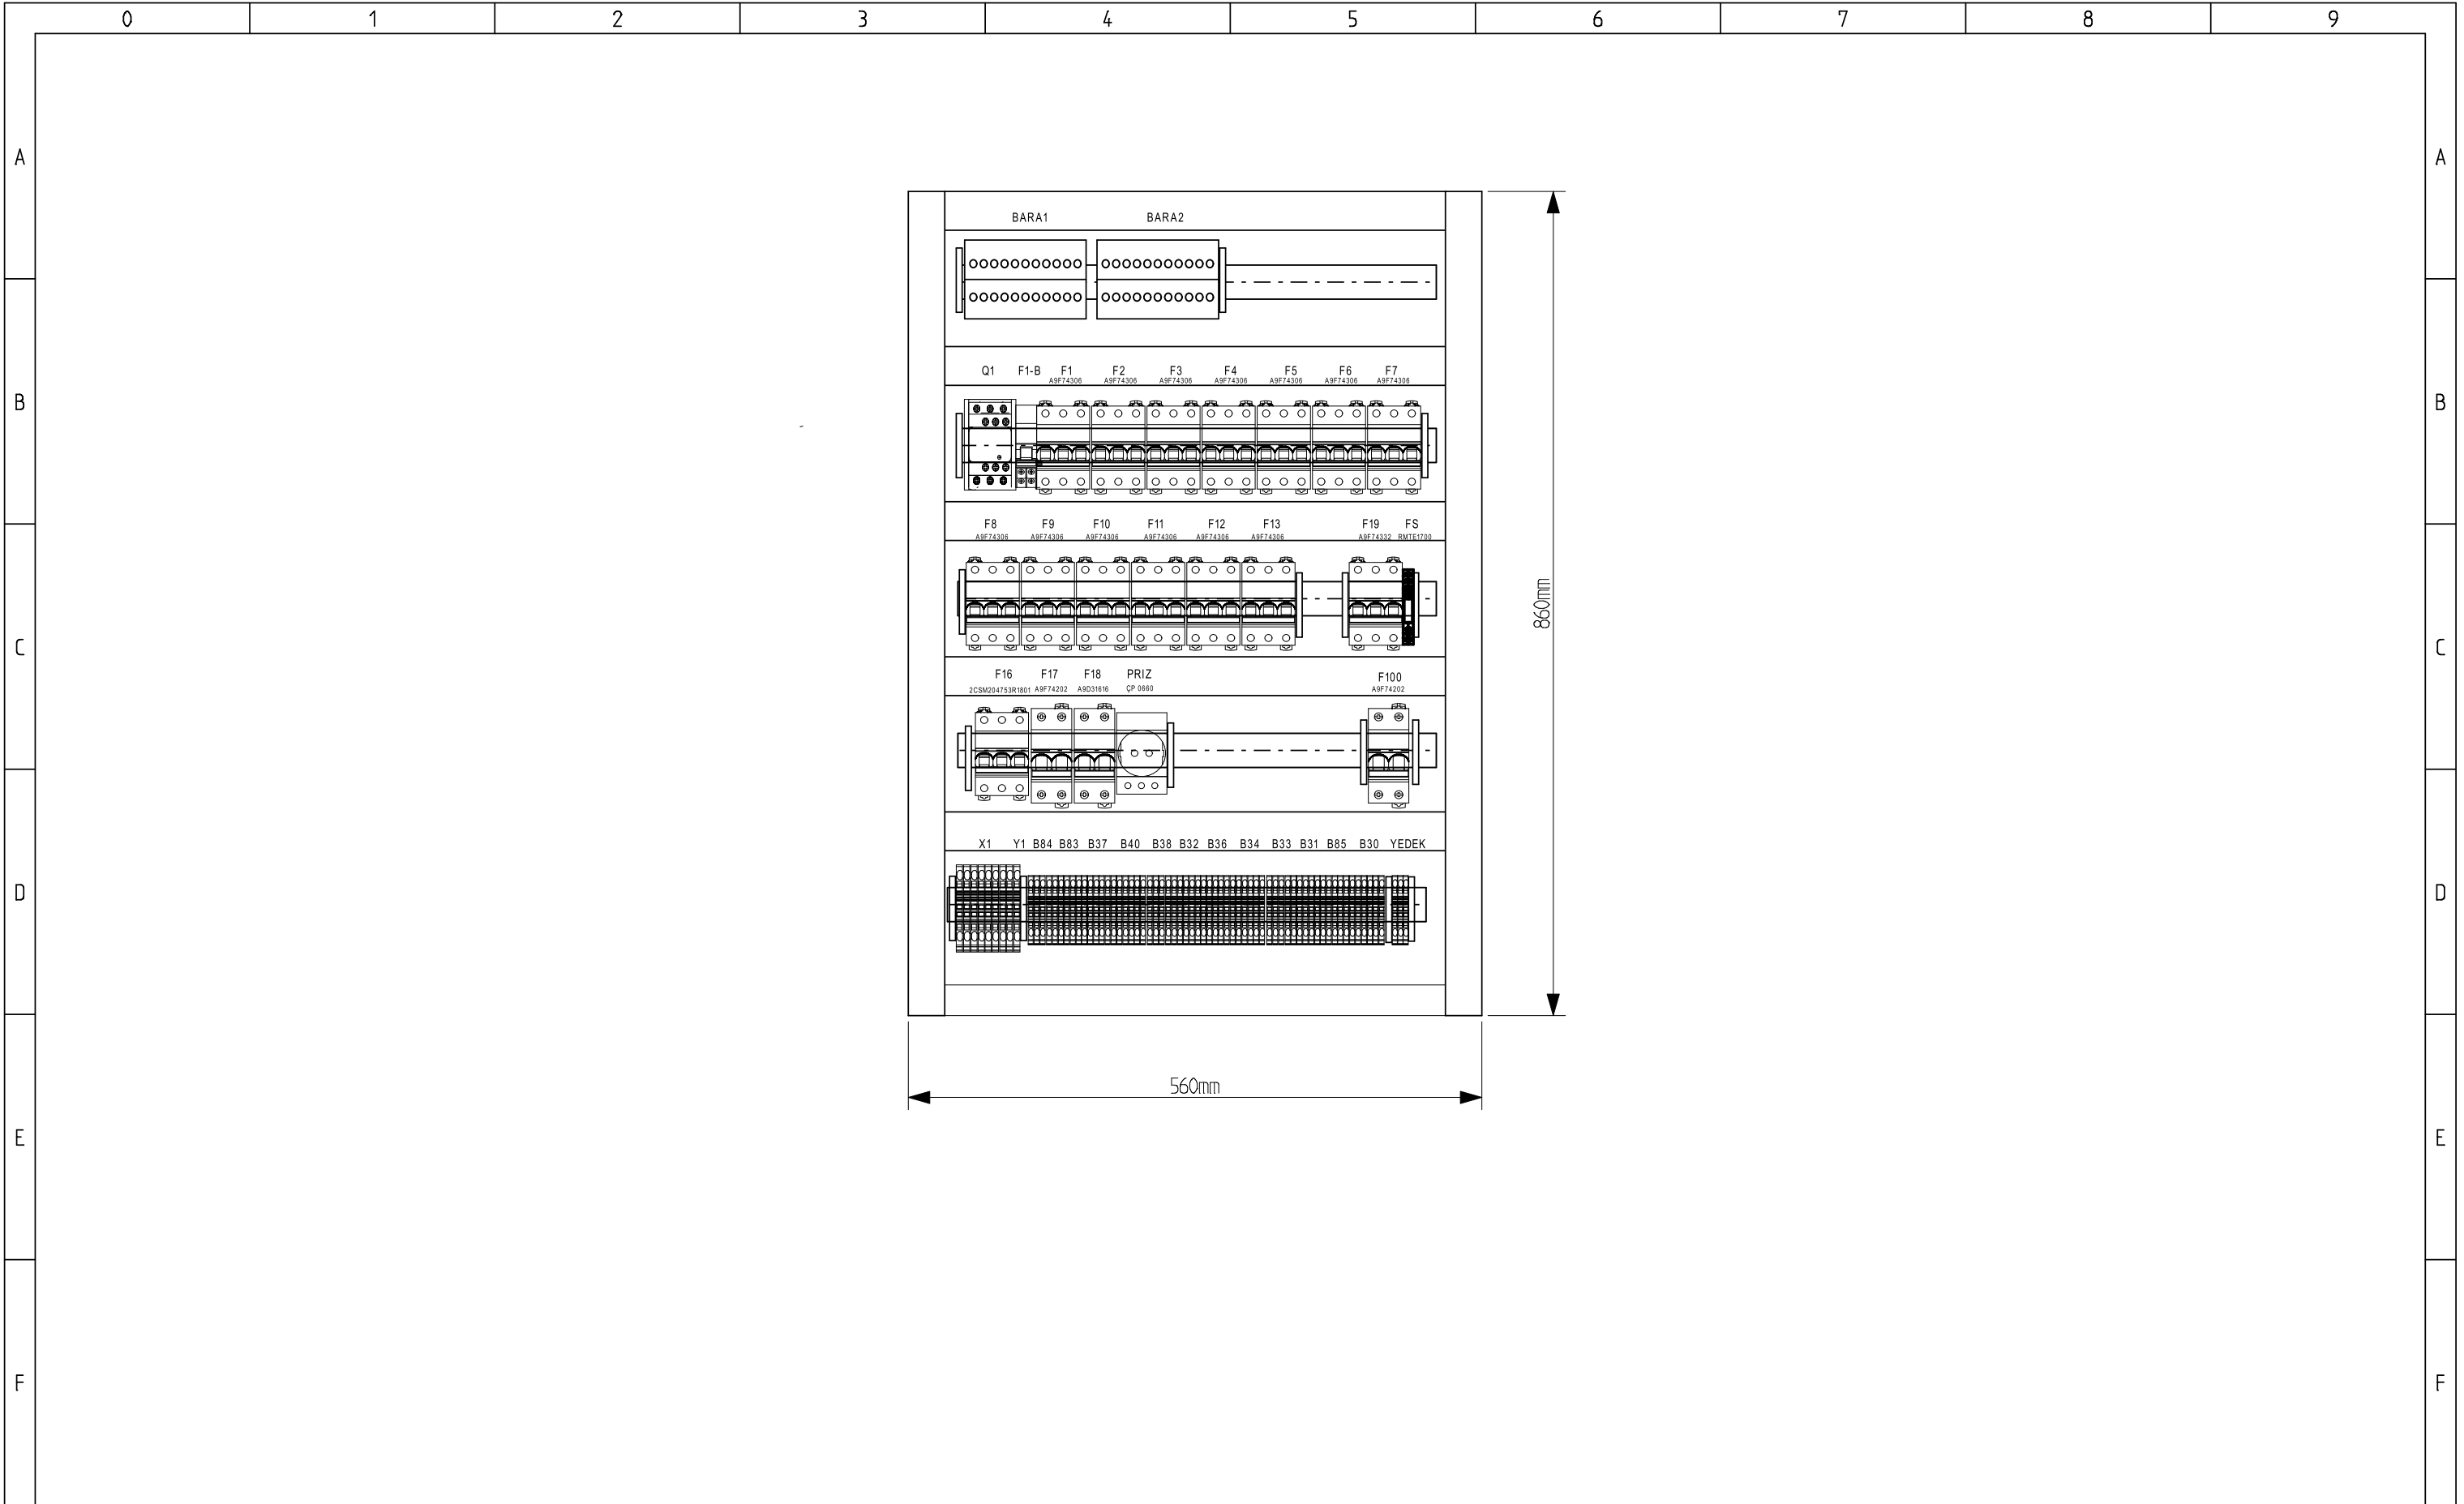 0 1 2 3 4 5 6 7 8 9
A A
BARA1 BARA2
B B
Q1 F1-B F1 F2 F3 F4 F5 F6 F7
A9F74306 A9F74306 A9F74306 A9F74306 A9F74306 A9F74306 A9F74306
F8 F9 F10 F11 F12 F13 F19 FS
A9F74306 A9F74306 A9F74306 A9F74306 A9F74306 A9F74306 A9F74332 RMTE1700
860mm
C C
F16 F17 F18 PRIZ F100
2CSM204753R1801 A9F74202 A9D31616 ÇP 0660 A9F74202
X1 Y1 B84 B83 B37 B40 B38 B32 B36 B34 B33 B31 B85 B30 YEDEK
D D
560mm
E E
F F